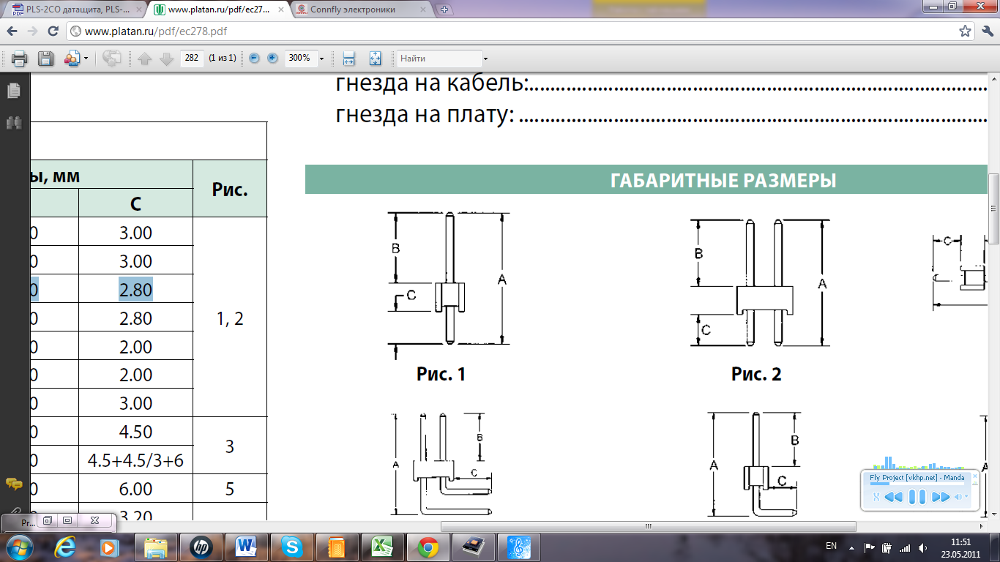 PLS-2CO датащита, PLS-...
www.platan.ru/pdf/ec27...
Connfly электроники
www.platan.ru/pdf/ec278.pdf
282
(1 из 1)
300%
Найти
гнезда на кабель:
гнезда на плату:
ы, мм
Рис.
C
0
3.00
0
3.00
0
2.80
0
2.80
1, 2
0
2.00
0
2.00
0
3.00
0
4.50
3
0
4.5+4.5/3+6
0
6.00
5
3.20
ГАБАРИТНЫЕ РАЗМЕРЫ
B
C
A
Рис. 1
B
C
A
Рис. 2
C
A
B
C
A
B
C
A
Fly Project [vkhp.net] - Manda
Pr...
EN
11:51
23.05.2011